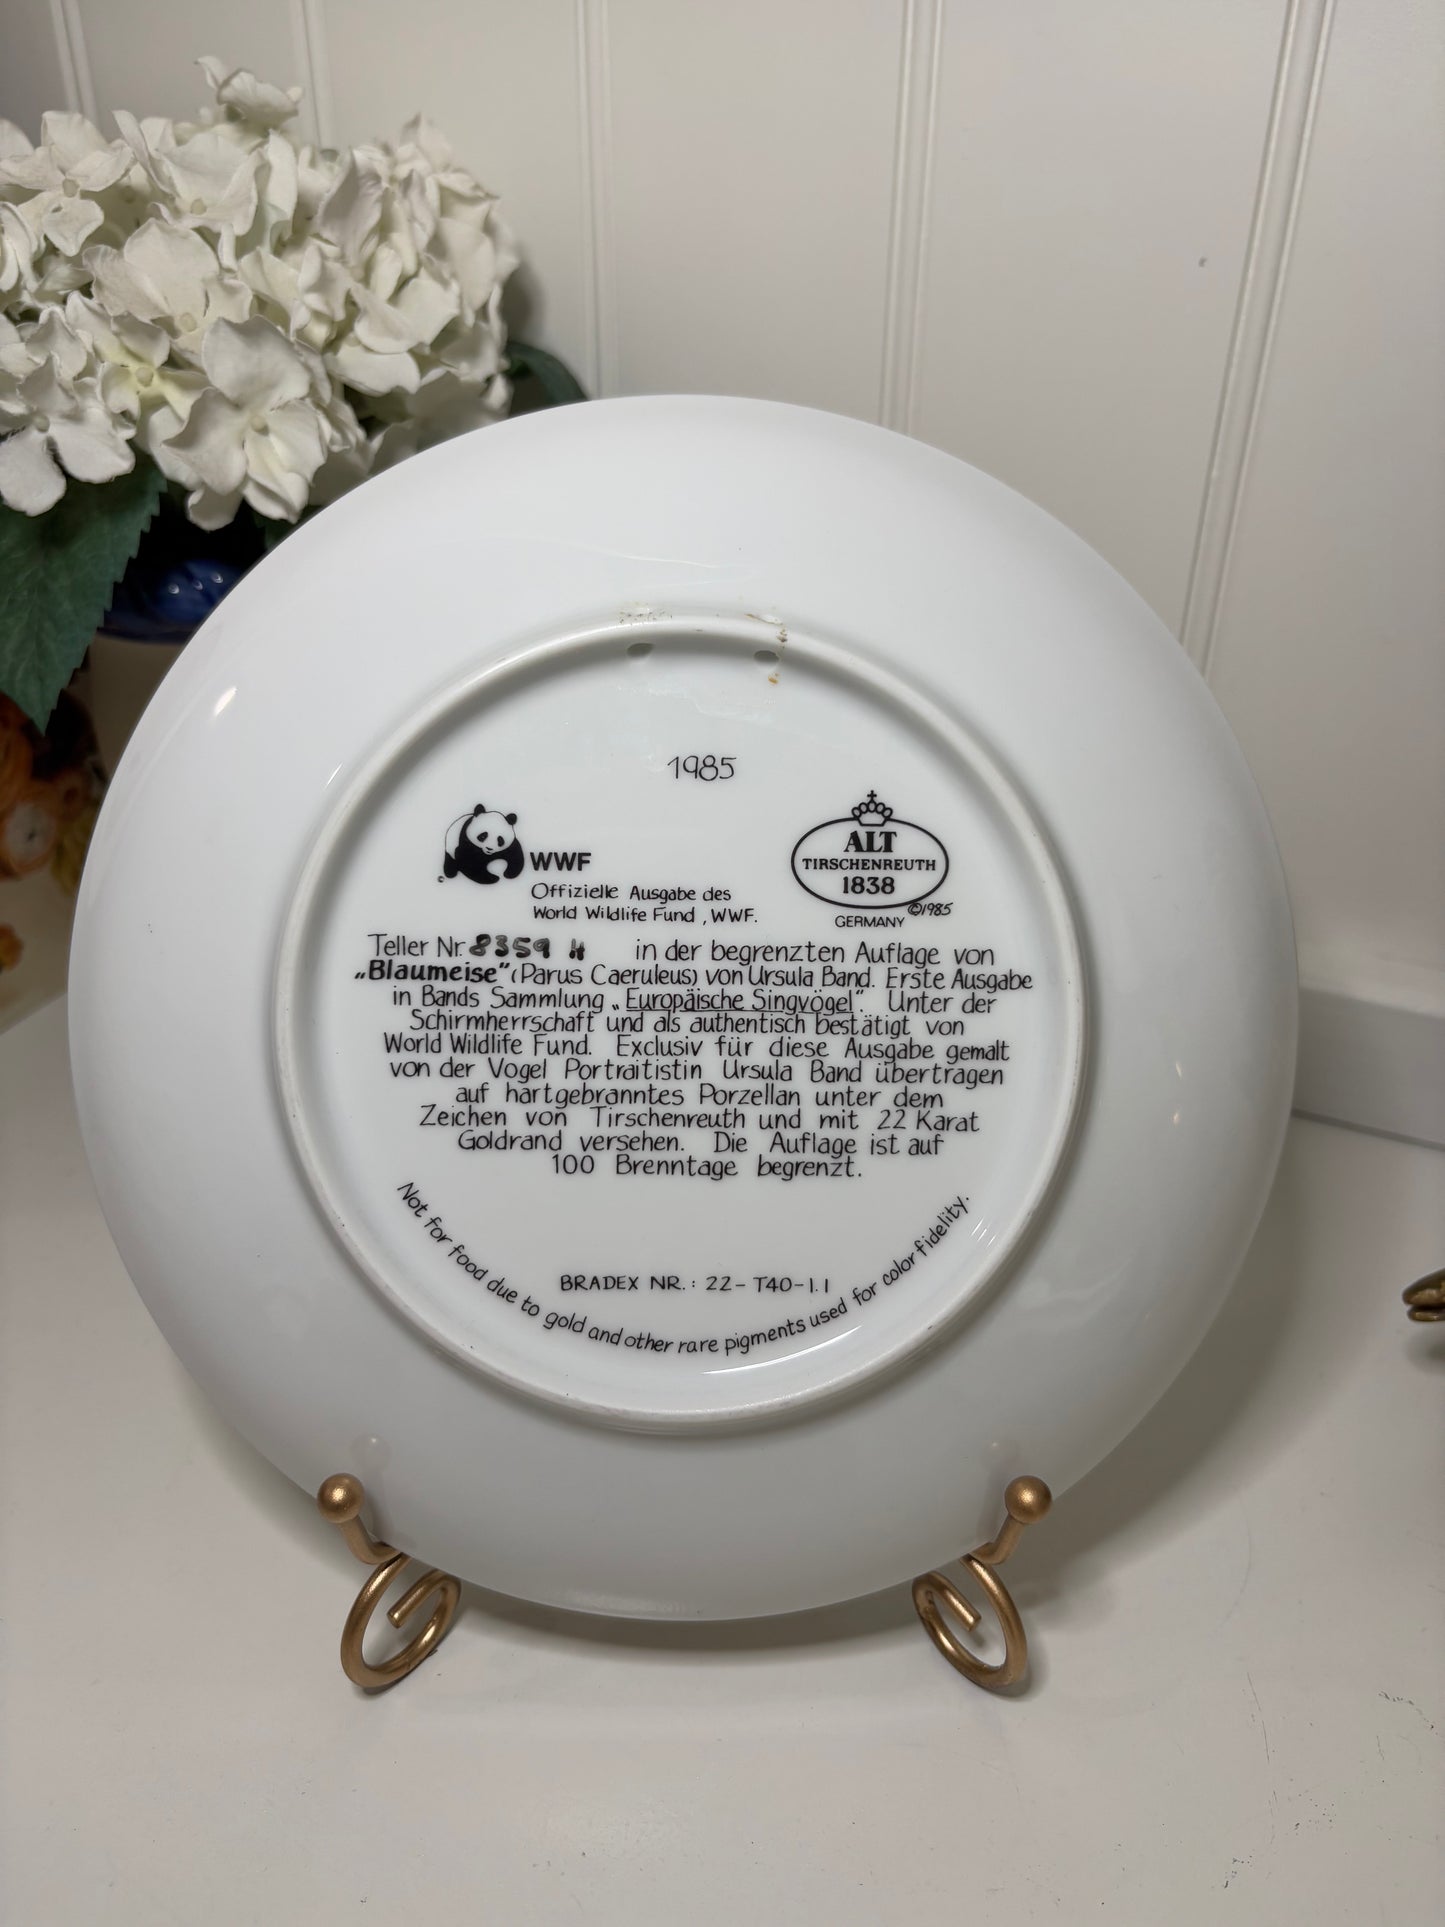 1985
WWF
Offizielle Ausgabe des
World Wildlife Fund, WWF.
ALT
TIRSCHENREUTH
1838
©1985
GERMANY
Teller Nr. 8359 H in der begrenzten Auflage von
„Blaumeise" (Parus Caeruleus) von Ursula Band. Erste Ausgabe
in Bands Sammlung „Europäische Singvögel". Unter der
Schirmherrschaft und als authentisch bestätigt von
World Wildlife Fund. Exclusiv für diese Ausgabe gemalt
von der Vogel Portraitistin Ursula Band übertragen
auf hartgebranntes Porzellan unter dem
Zeichen von Tirschenreuth und mit 22 Karat
Goldrand versehen. Die Auflage ist auf
100 Brenntage begrenzt.
BRADEX NR.: 22-T40-1.1
Not for food due to gold and other rare pigments used for color fidelity.